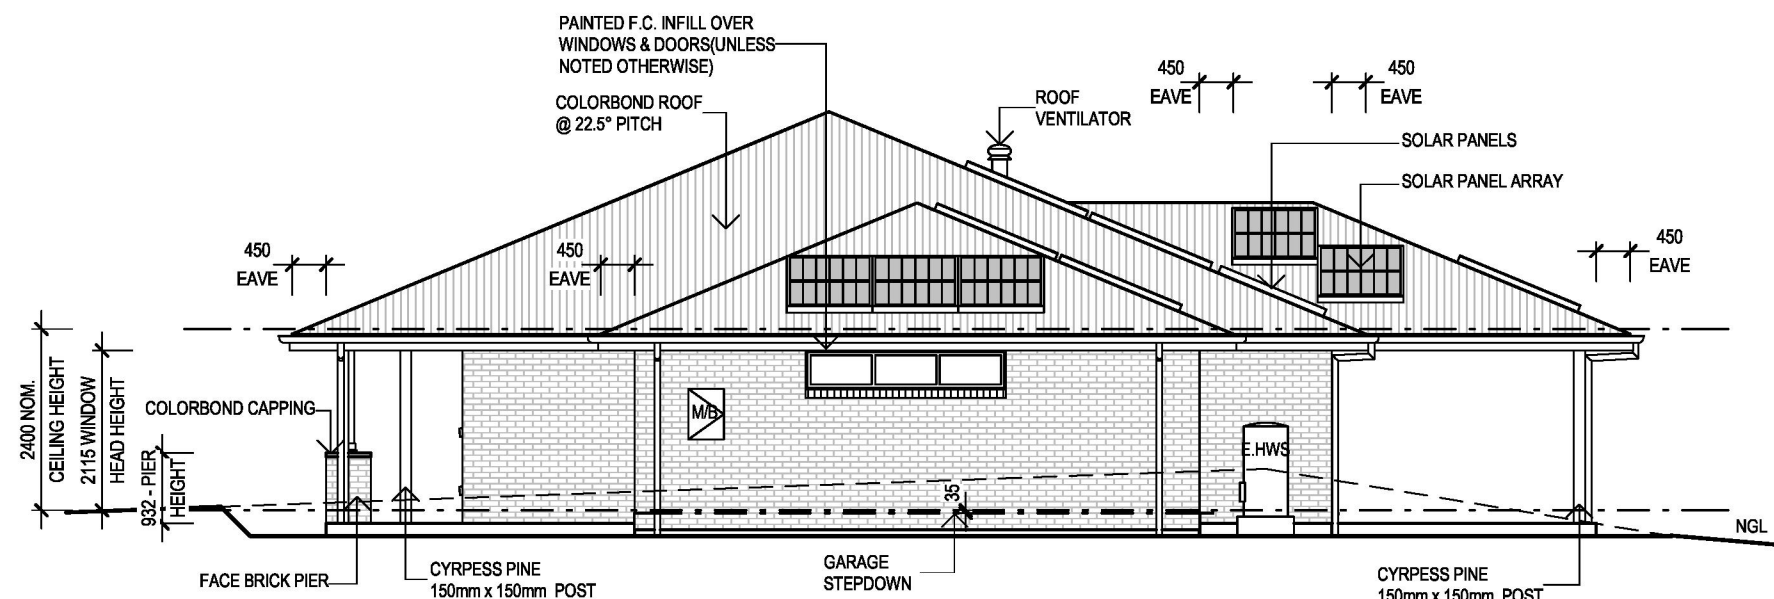 PAINTED F.C. INFILL OVER
WINDOWS & DOORS(UNLESS
NOTED OTHERWISE)
COLORBOND ROOF
@ 22.5° PITCH
ROOF
VENTILATOR
450
EAVE
450
EAVE
SOLAR PANELS
SOLAR PANEL ARRAY
450
EAVE
450
EAVE
450
EAVE
2400 NOM.
CEILING HEIGHT
2115 WINDOW
HEAD HEIGHT
COLORBOND CAPPING
932 - PIER
HEIGHT
M/B
E.HWS
35
NGL
FACE BRICK PIER
CYRPESS PINE
150mm x 150mm POST
GARAGE
STEPDOWN
CYRPESS PINE
150mm x 150mm POST